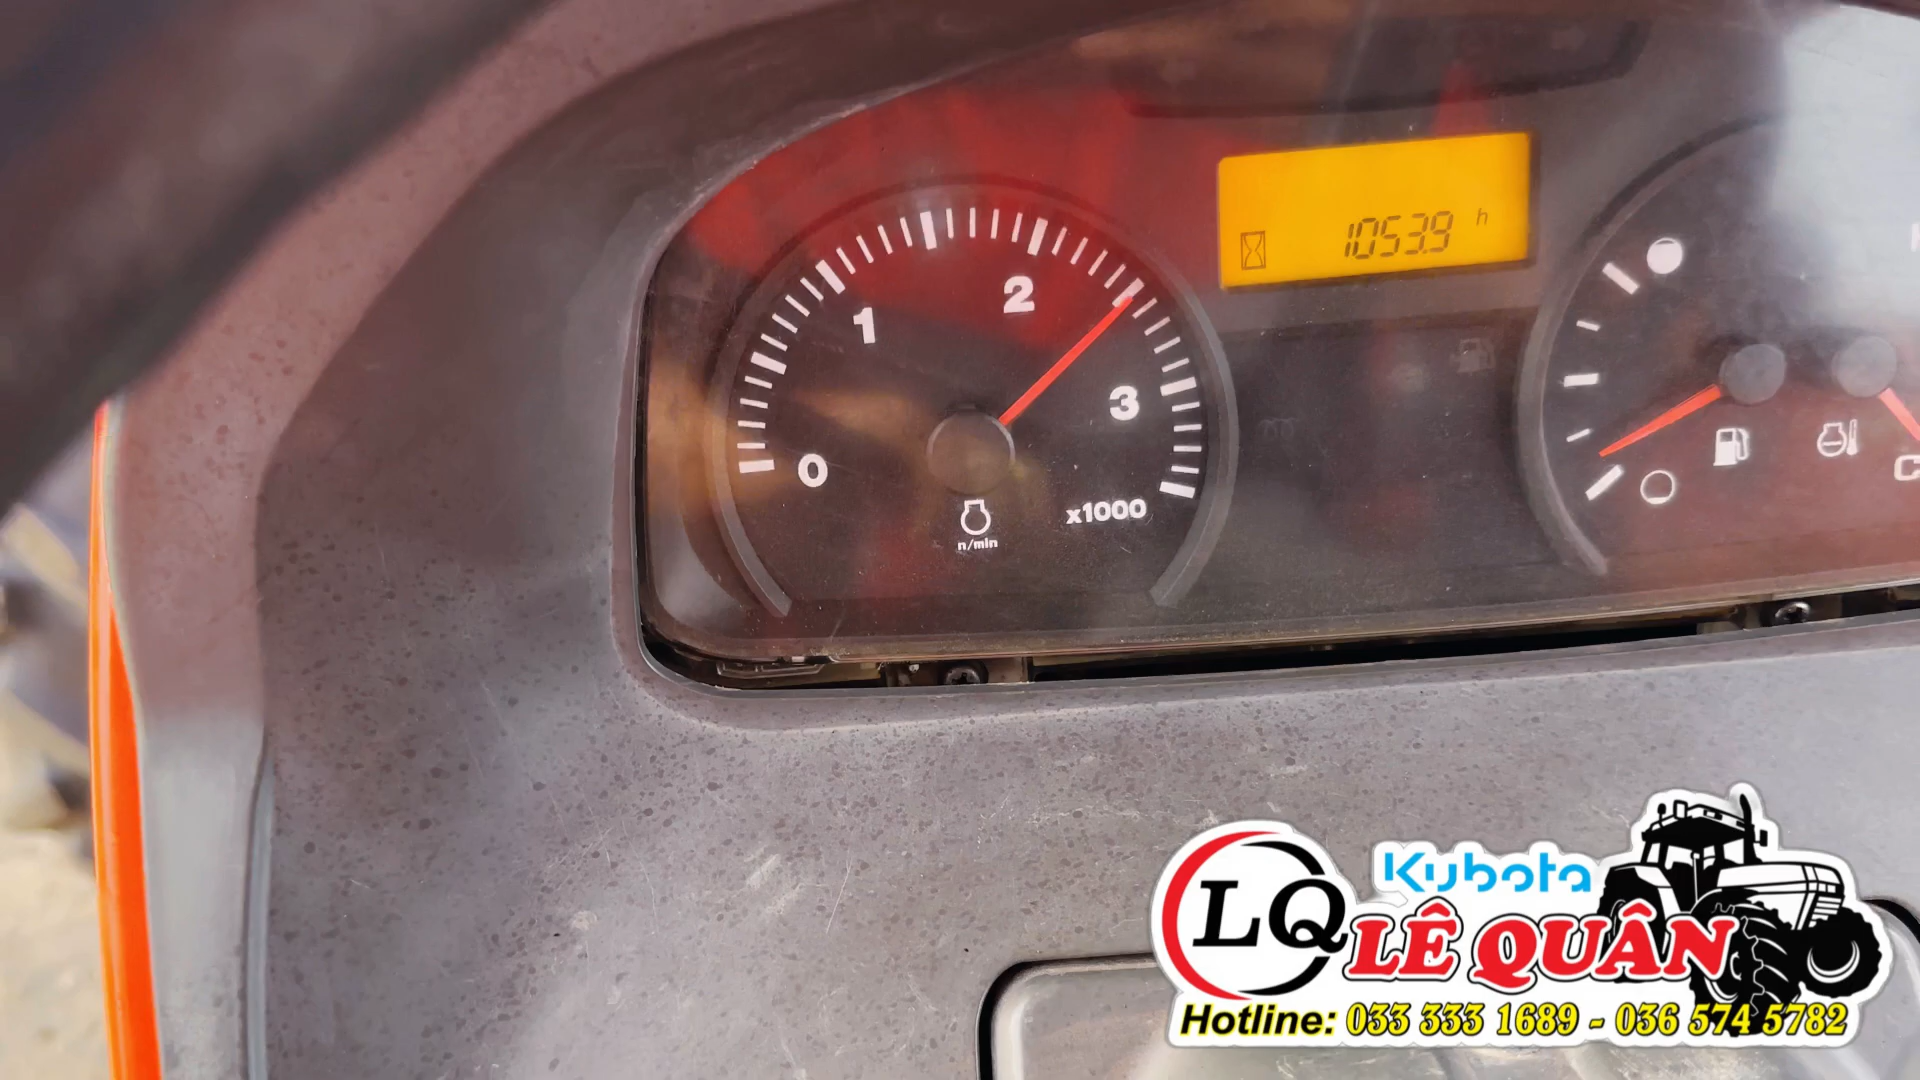 1053.9 h
1
2
3
0
x1000
n/min
C
Kubota
LQ LÊ QUÂN
Hotline: 033 333 1689 - 036 574 5782